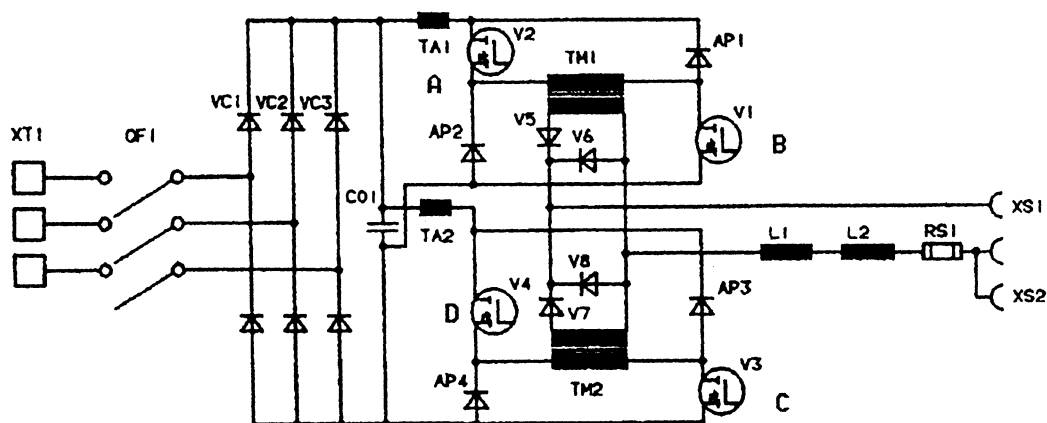 V2
TA1
AP1
TM1
A
VC1 VC2 VC3
V1
XT1
QF1
AP2
V5
V6
B
CO1
XS1
TA2
L1
L2
RS1
V8
V4
AP3
XS2
D
V7
AP4
TM2
V3
C